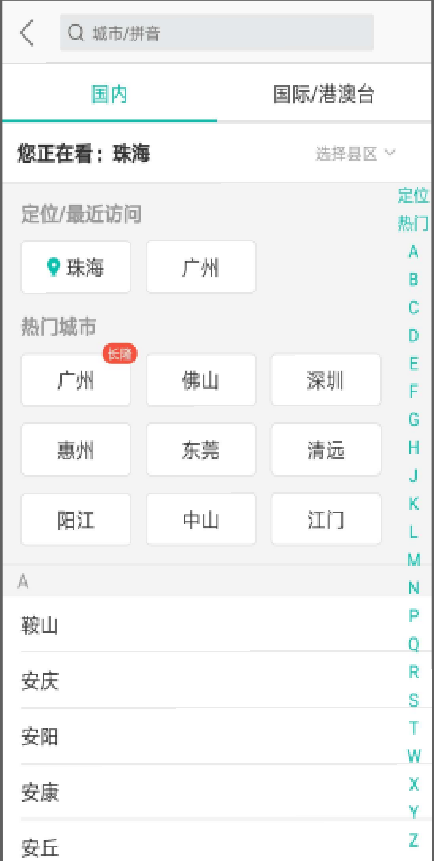 城市/拼音
国内 国际/港澳台
您正在看：珠海 选择县区
定位/最近访问
珠海 广州
热门城市
长隆
广州 佛山 深圳
惠州 东莞 清远
阳江 中山 江门
A
鞍山
安庆
安阳
安康
安丘
定位
热门
A
B
C
D
E
F
G
H
J
K
L
M
N
P
Q
R
S
T
W
X
Y
Z